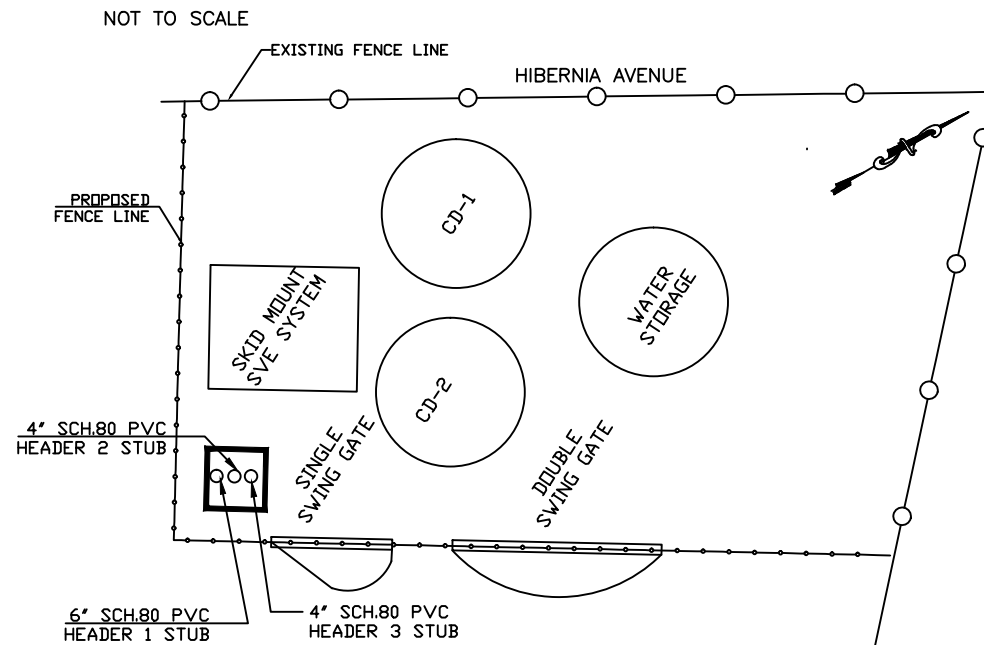 NOT TO SCALE
EXISTING FENCE LINE
HIBERNIA AVENUE
PROPOSED
FENCE LINE
CD-1
SKID MOUNT
SVE SYSTEM
WATER
STORAGE
CD-2
4" SCH.80 PVC
HEADER 2 STUB
SINGLE
SWING GATE
DOUBLE
SWING GATE
6" SCH.80 PVC
HEADER 1 STUB
4" SCH.80 PVC
HEADER 3 STUB